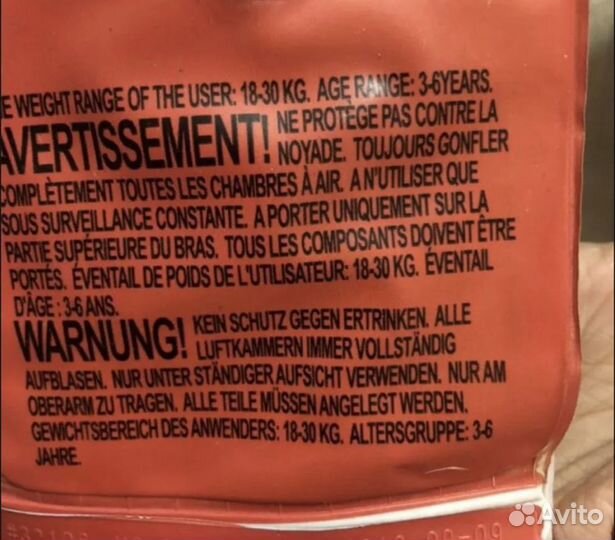 WEIGHT RANGE OF THE USER: 18-30 KG. AGE RANGE: 3-6YEARS.
AVERTISSEMENT! NE PROTÈGE PAS CONTRE LA
NOYADE. TOUJOURS GONFLER
COMPLÈTEMENT TOUTES LES CHAMBRES À AIR. A N'UTILISER QUE
SOUS SURVEILLANCE CONSTANTE. A PORTER UNIQUEMENT SUR LA
PARTIE SUPÉRIEURE DU BRAS. TOUS LES COMPOSANTS DOIVENT ÊTRE
PORTÉS. ÉVENTAIL DE POIDS DE L'UTILISATEUR: 18-30 KG. ÉVENTAIL
D'ÂGE : 3-6 ANS.
WARNUNG! KEIN SCHUTZ GEGEN ERTRINKEN. ALLE
LUFTKAMMERN IMMER VOLLSTÄNDIG
AUFBLASEN. NUR UNTER STÄNDIGER AUFSICHT VERWENDEN. NUR AM
OBERARM ZU TRAGEN. ALLE TEILE MÜSSEN ANGELEGT WERDEN.
GEWICHTSBEREICH DES ANWENDERS: 18-30 KG. ALTERSGRUPPE: 3-6
JAHRE.
Avito